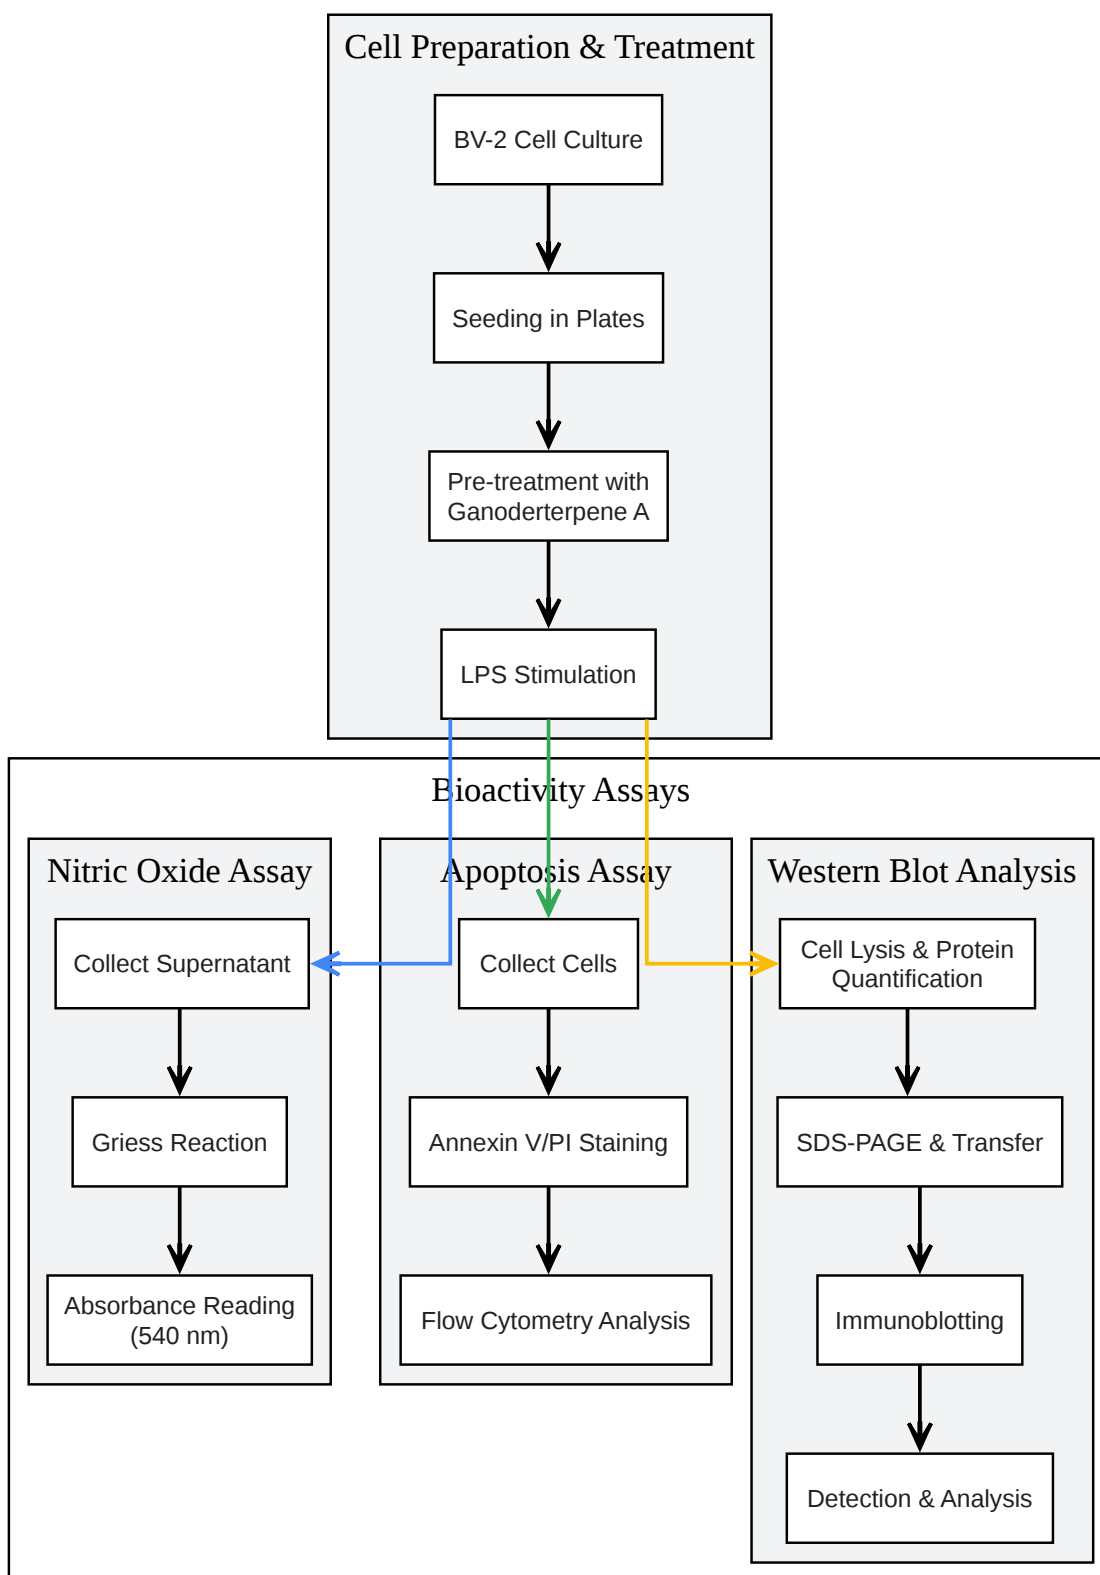 Cell Preparation & Treatment
BV-2 Cell Culture
Seeding in Plates
Pre-treatment with
Ganoderterpene A
LPS Stimulation
Bioactivity Assays
Nitric Oxide Assay
Collect Supernatant
Griess Reaction
Absorbance Reading
(540 nm)
Apoptosis Assay
Collect Cells
Annexin V/PI Staining
Flow Cytometry Analysis
Western Blot Analysis
Cell Lysis & Protein
Quantification
SDS-PAGE & Transfer
Immunoblotting
Detection & Analysis